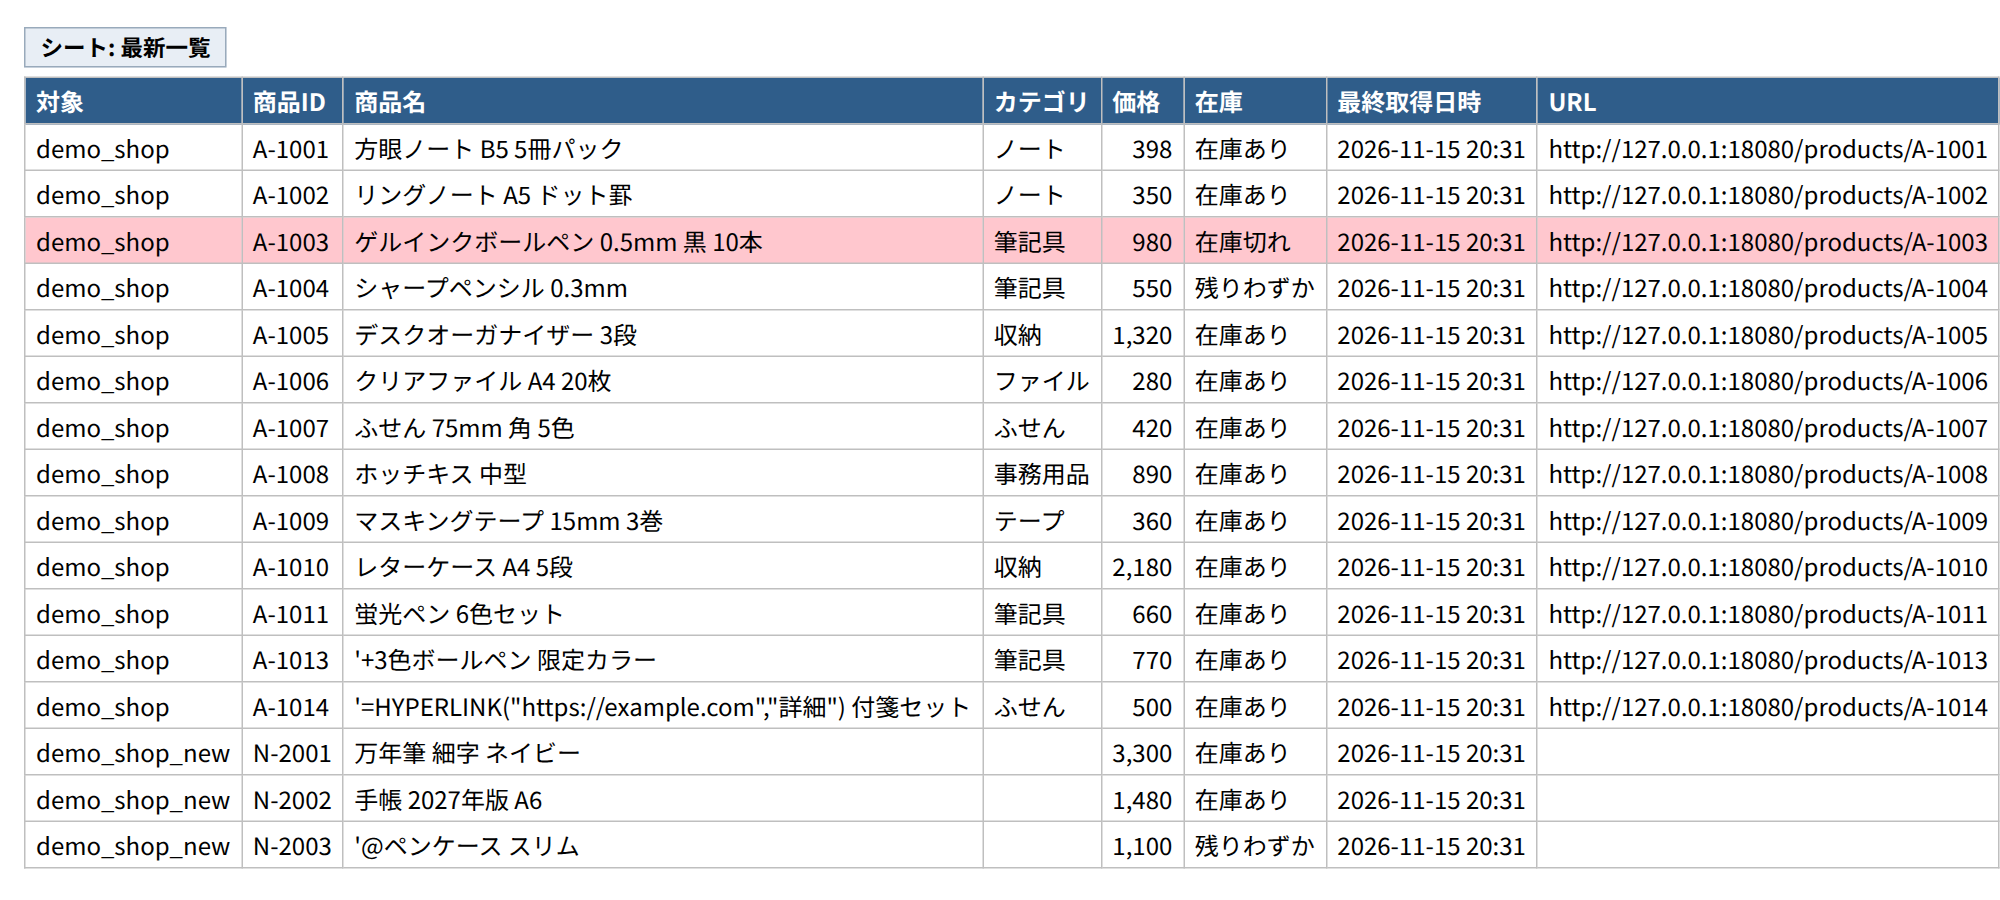 シート: 最新一覧
対象 商品ID 商品名 カテゴリ 価格 在庫 最終取得日時 URL
demo_shop A-1001 方眼ノート B5 5冊パック ノート 398 在庫あり 2026-11-15 20:31 http://127.0.0.1:18080/products/A-1001
demo_shop A-1002 リングノート A5 ドット罫 ノート 350 在庫あり 2026-11-15 20:31 http://127.0.0.1:18080/products/A-1002
demo_shop A-1003 ゲルインクボールペン 0.5mm 黒 10本 筆記具 980 在庫切れ 2026-11-15 20:31 http://127.0.0.1:18080/products/A-1003
demo_shop A-1004 シャープペンシル 0.3mm 筆記具 550 残りわずか 2026-11-15 20:31 http://127.0.0.1:18080/products/A-1004
demo_shop A-1005 デスクオーガナイザー 3段 収納 1,320 在庫あり 2026-11-15 20:31 http://127.0.0.1:18080/products/A-1005
demo_shop A-1006 クリアファイル A4 20枚 ファイル 280 在庫あり 2026-11-15 20:31 http://127.0.0.1:18080/products/A-1006
demo_shop A-1007 ふせん 75mm 角 5色 ふせん 420 在庫あり 2026-11-15 20:31 http://127.0.0.1:18080/products/A-1007
demo_shop A-1008 ホッチキス 中型 事務用品 890 在庫あり 2026-11-15 20:31 http://127.0.0.1:18080/products/A-1008
demo_shop A-1009 マスキングテープ 15mm 3巻 テープ 360 在庫あり 2026-11-15 20:31 http://127.0.0.1:18080/products/A-1009
demo_shop A-1010 レターケース A4 5段 収納 2,180 在庫あり 2026-11-15 20:31 http://127.0.0.1:18080/products/A-1010
demo_shop A-1011 蛍光ペン 6色セット 筆記具 660 在庫あり 2026-11-15 20:31 http://127.0.0.1:18080/products/A-1011
demo_shop A-1013 '+3色ボールペン 限定カラー 筆記具 770 在庫あり 2026-11-15 20:31 http://127.0.0.1:18080/products/A-1013
demo_shop A-1014 '=HYPERLINK("https://example.com","詳細") 付箋セット ふせん 500 在庫あり 2026-11-15 20:31 http://127.0.0.1:18080/products/A-1014
demo_shop_new N-2001 万年筆 細字 ネイビー 3,300 在庫あり 2026-11-15 20:31
demo_shop_new N-2002 手帳 2027年版 A6 1,480 在庫あり 2026-11-15 20:31
demo_shop_new N-2003 '@ペンケース スリム 1,100 残りわずか 2026-11-15 20:31